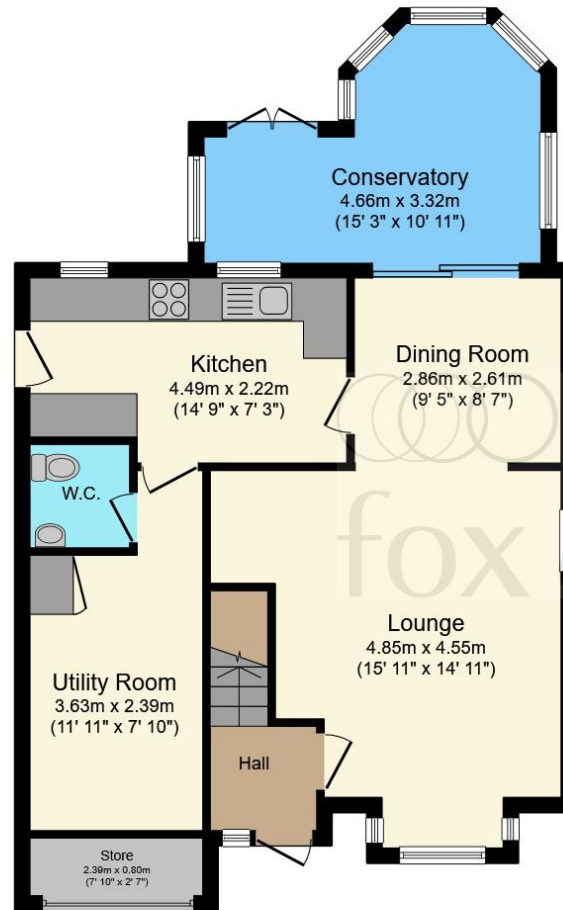 Conservatory
4.66m x 3.32m
(15' 3" x 10' 11")
Kitchen
4.49m x 2.22m
(14' 9" x 7' 3")
Dining Room
2.86m x 2.61m
(9' 5" x 8' 7")
W.C.
fox
Lounge
4.85m x 4.55m
(15' 11" x 14' 11")
Utility Room
3.63m x 2.39m
(11' 11" x 7' 10")
Hall
Store
2.39m x 0.80m
(7' 10" x 2' 7")